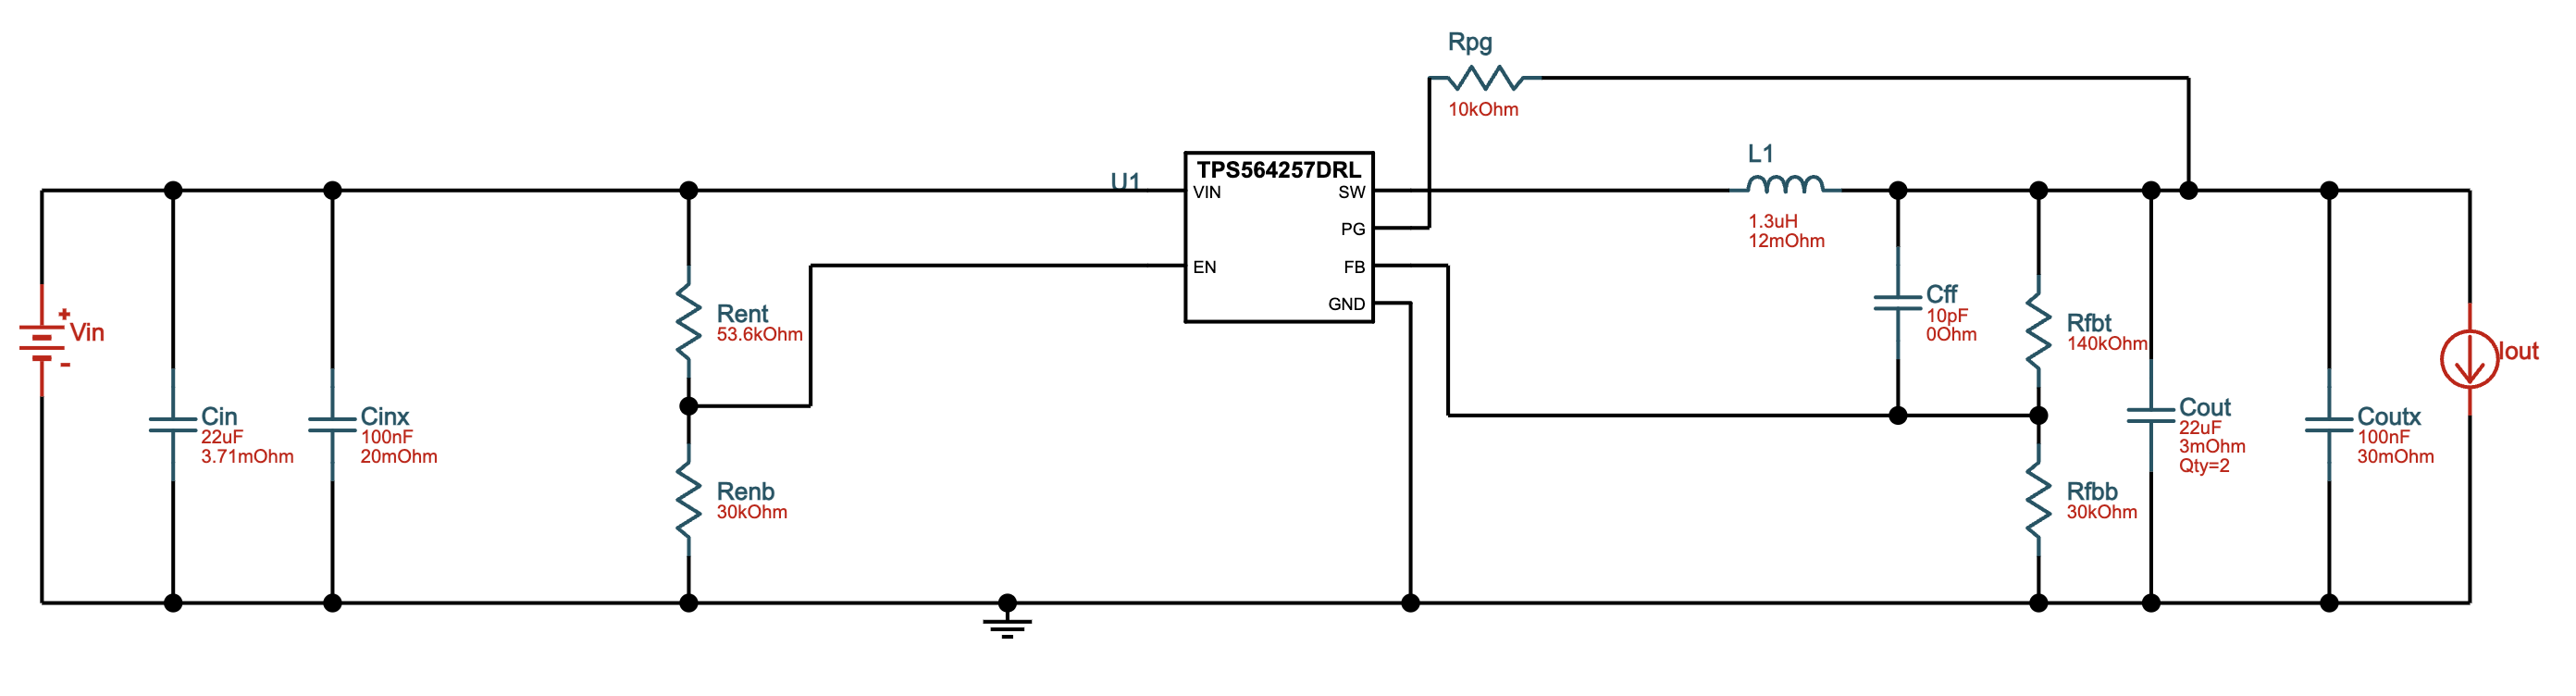 Rpg
10kOhm
TPS564257DRL
U1
VIN
SW
PG
EN
FB
GND
L1
1.3uH
12mOhm
+
Vin
-
Cin
22uF
3.71mOhm
Cinx
100nF
20mOhm
Rent
53.6kOhm
Renb
30kOhm
Cff
10pF
0Ohm
Rfbt
140kOhm
Rfbb
30kOhm
Cout
22uF
3mOhm
Qty=2
Coutx
100nF
30mOhm
Iout